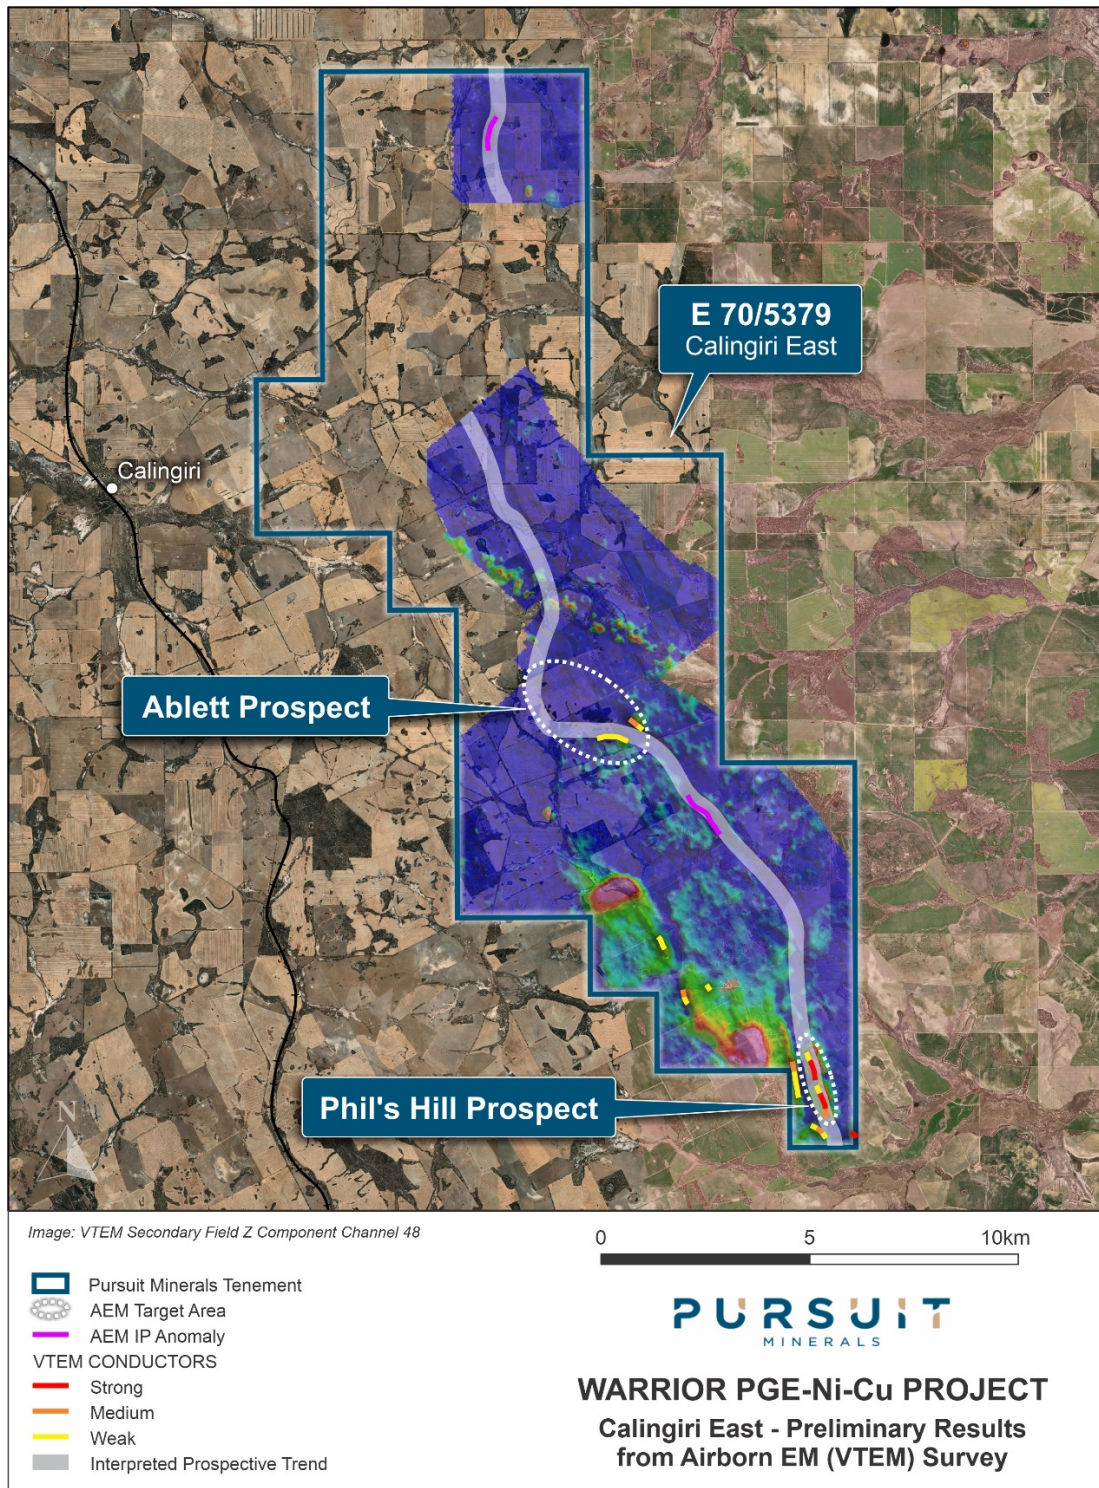 E 70/5379
Calingiri East
Calingiri
Ablett Prospect
Phil's Hill Prospect
N
Image: VTEM Secondary Field Z Component Channel 48
0 5 10km
Pursuit Minerals Tenement
AEM Target Area
AEM IP Anomaly
VTEM CONDUCTORS
Strong
Medium
Weak
Interpreted Prospective Trend
PURSUIT
MINERALS
WARRIOR PGE-Ni-Cu PROJECT
Calingiri East - Preliminary Results
from Airborn EM (VTEM) Survey